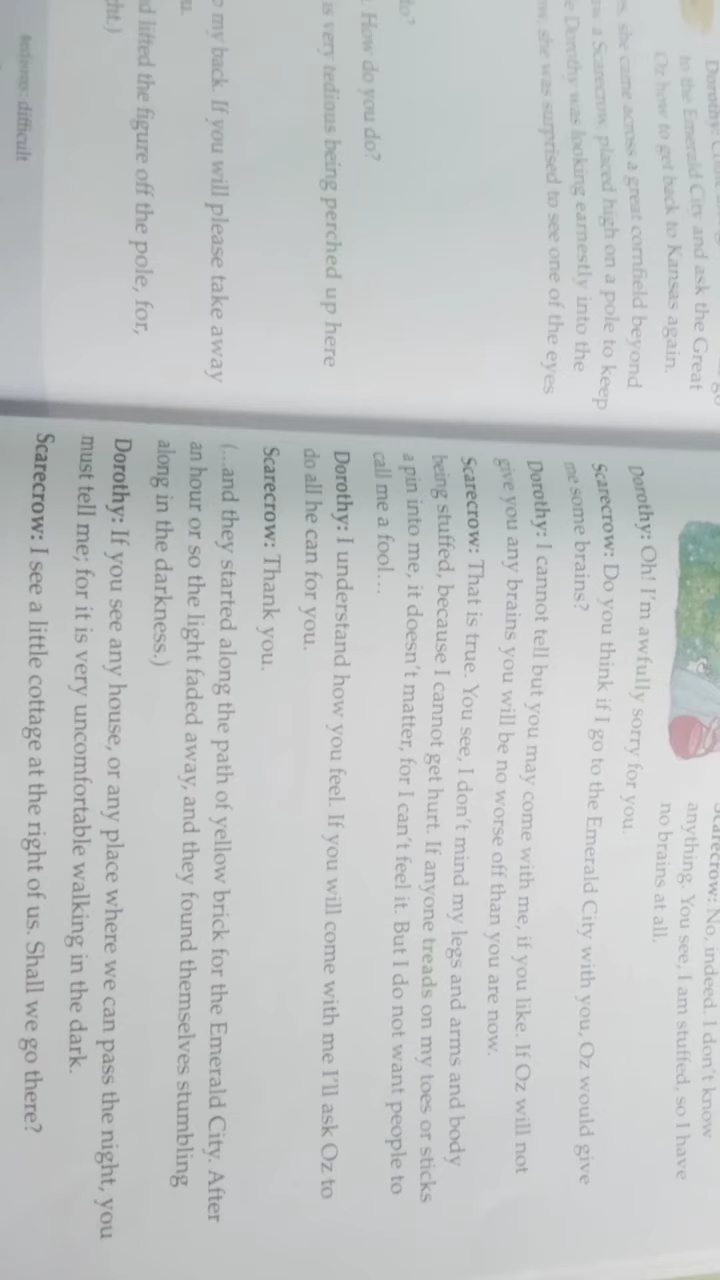 to the Emerald City and ask the Great
Oz how to get back to Kansas again.
she came across a great cornfield beyond
a Scarecrow, placed high on a pole to keep
Dorothy was looking earnestly into the
she was surprised to see one of the eyes
do?
How do you do?
is very tedious being perched up here
my back. If you will please take away
u.
lifted the figure off the pole, for,
ht.)
tedious: difficult
Scarecrow: No, indeed. I don't know
anything. You see, I am stuffed, so I have
no brains at all.
Dorothy: Oh! I'm awfully sorry for you.
Scarecrow: Do you think if I go to the Emerald City with you, Oz would give
me some brains?
Dorothy: I cannot tell but you may come with me, if you like. If Oz will not
give you any brains you will be no worse off than you are now.
Scarecrow: That is true. You see, I don't mind my legs and arms and body
being stuffed, because I cannot get hurt. If anyone treads on my toes or sticks
a pin into me, it doesn't matter, for I can't feel it. But I do not want people to
call me a fool...
Dorothy: I understand how you feel. If you will come with me I'll ask Oz to
do all he can for you.
Scarecrow: Thank you.
(...and they started along the path of yellow brick for the Emerald City. After
an hour or so the light faded away, and they found themselves stumbling
along in the darkness.)
Dorothy: If you see any house, or any place where we can pass the night, you
must tell me; for it is very uncomfortable walking in the dark.
Scarecrow: I see a little cottage at the right of us. Shall we go there?